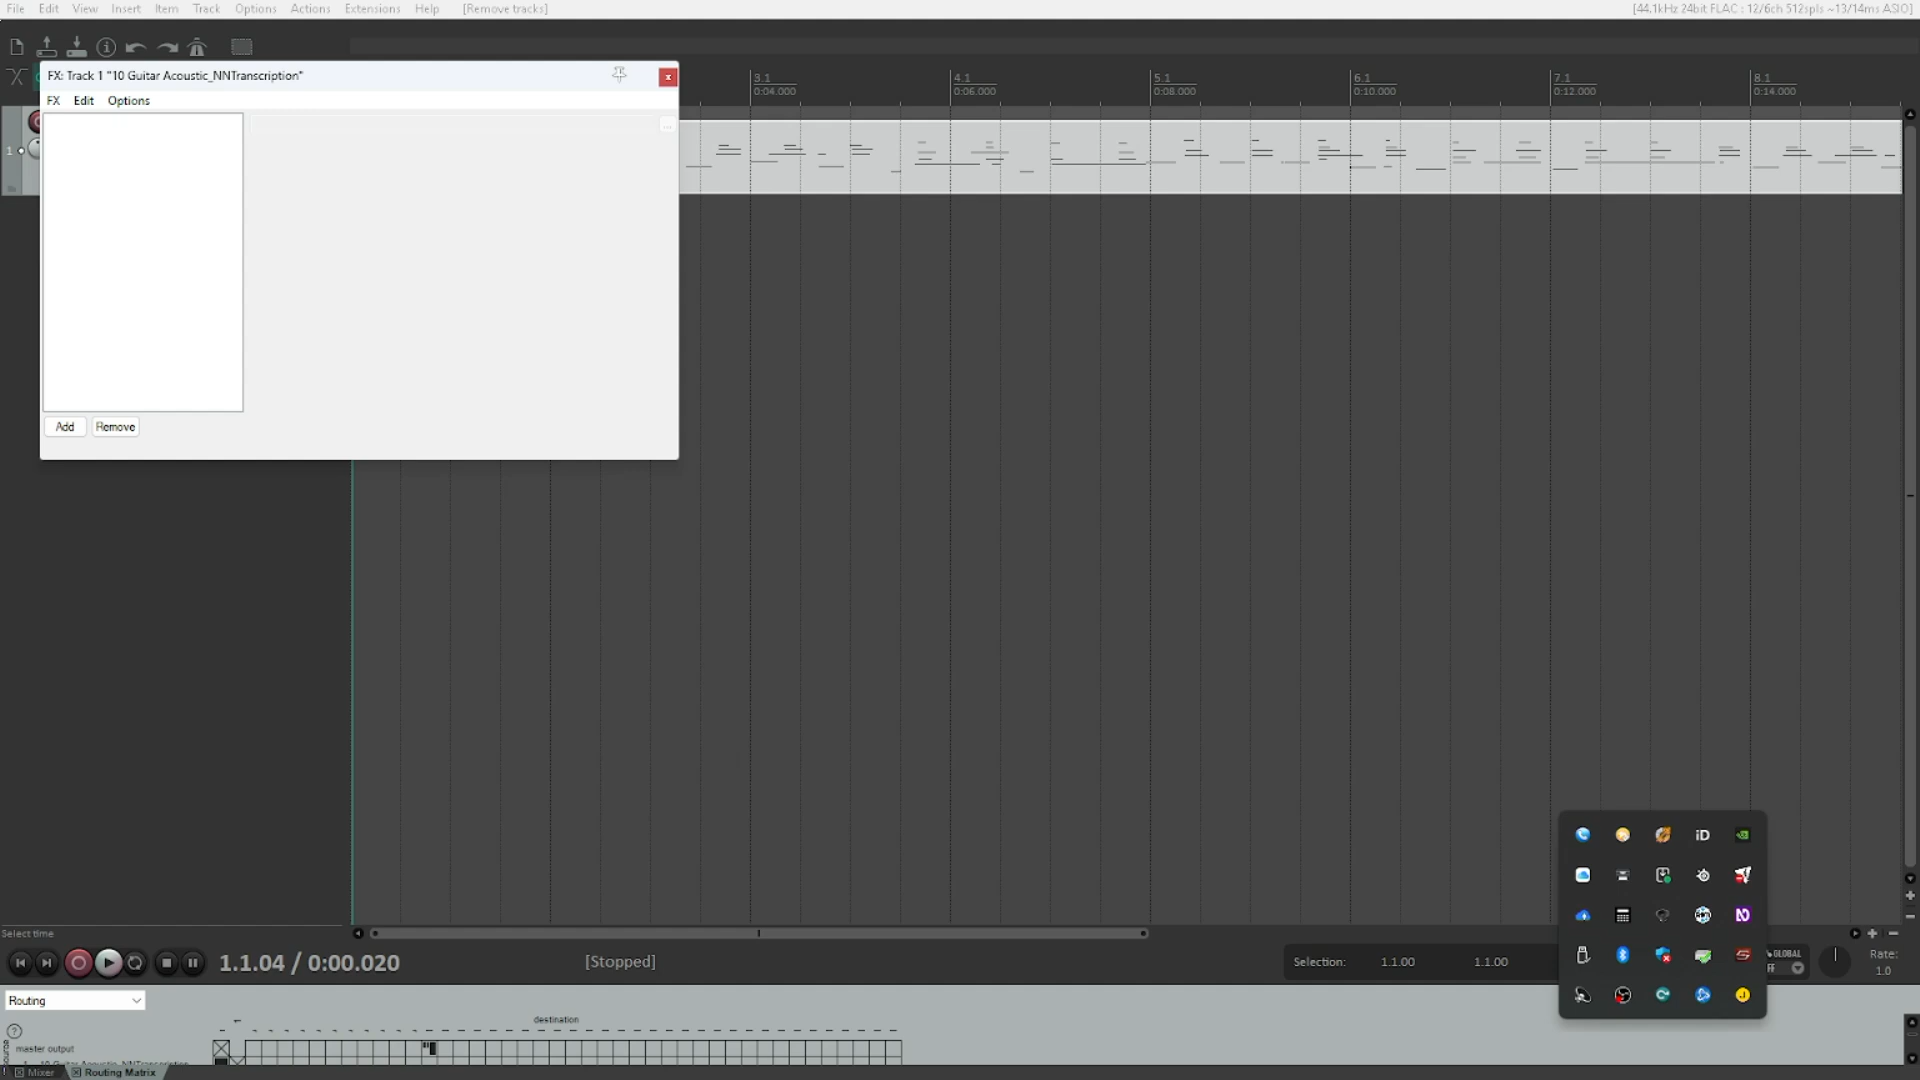 File Edit View Insert Item Track Options Actions Extensions Help [Remove tracks] [44.1kHz 24bit FLAC : 12/6ch 512spls ~13/14ms ASIO]
FX: Track 1 "10 Guitar Acoustic_NNTranscription" x
FX Edit Options
3.1 4.1 5.1 6.1 7.1 8.1
0:04.000 0:06.000 0:08.000 0:10.000 0:12.000 0:14.000
...
1
Add Remove
iD
Select time
1.1.04 / 0:00.020 [Stopped] Selection: 1.1.00 1.1.00 GLOBAL Rate:
1.0
Routing
destination
?
master output
Mixer Routing Matrix